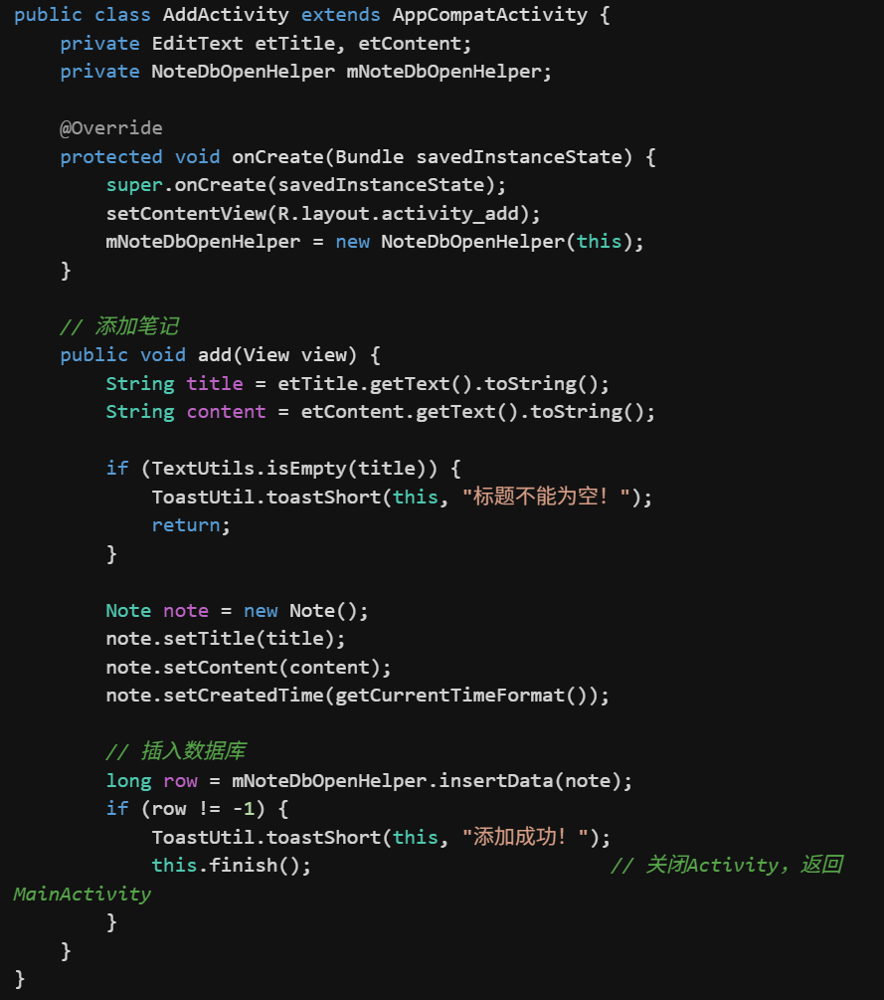 public class AddActivity extends AppCompatActivity {
    private EditText etTitle, etContent;
    private NoteDbOpenHelper mNoteDbOpenHelper;

    @Override
    protected void onCreate(Bundle savedInstanceState) {
        super.onCreate(savedInstanceState);
        setContentView(R.layout.activity_add);
        mNoteDbOpenHelper = new NoteDbOpenHelper(this);
    }

    // 添加笔记
    public void add(View view) {
        String title = etTitle.getText().toString();
        String content = etContent.getText().toString();

        if (TextUtils.isEmpty(title)) {
            ToastUtil.toastShort(this, "标题不能为空！");
            return;
        }

        Note note = new Note();
        note.setTitle(title);
        note.setContent(content);
        note.setCreatedTime(getCurrentTimeFormat());

        // 插入数据库
        long row = mNoteDbOpenHelper.insertData(note);
        if (row != -1) {
            ToastUtil.toastShort(this, "添加成功！");
            this.finish();                          // 关闭Activity，返回
MainActivity
        }
    }
}